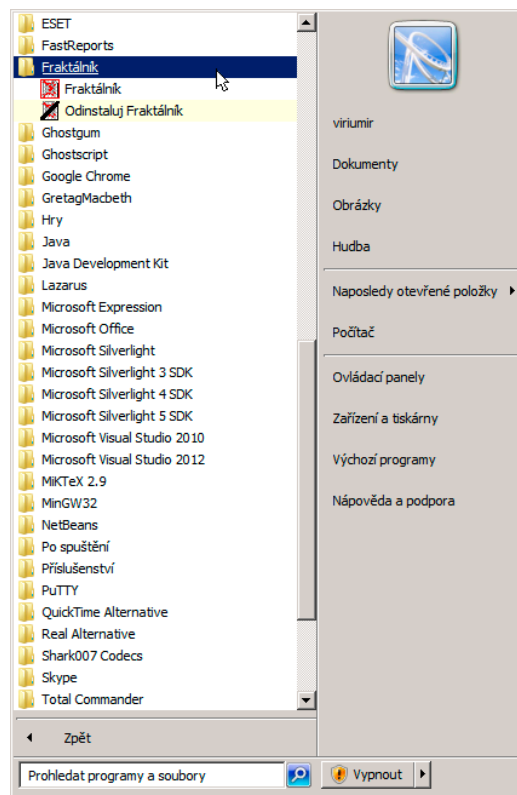 ESET
FastReports
Fraktálník
Fraktálník
Odinstaluj Fraktálník
Ghostgum
Ghostscript
Google Chrome
GretagMacbeth
Hry
Java
Java Development Kit
Lazarus
Microsoft Expression
Microsoft Office
Microsoft Silverlight
Microsoft Silverlight 3 SDK
Microsoft Silverlight 4 SDK
Microsoft Silverlight 5 SDK
Microsoft Visual Studio 2010
Microsoft Visual Studio 2012
MiKTeX 2.9
MinGW32
NetBeans
Po spuštění
Příslušenství
PuTTY
QuickTime Alternative
Real Alternative
Shark007 Codecs
Skype
Total Commander
Zpět
Prohledat programy a soubory
viriumir
Dokumenty
Obrázky
Hudba
Naposledy otevřené položky
Počítač
Ovládací panely
Zařízení a tiskárny
Výchozí programy
Nápověda a podpora
Vypnout